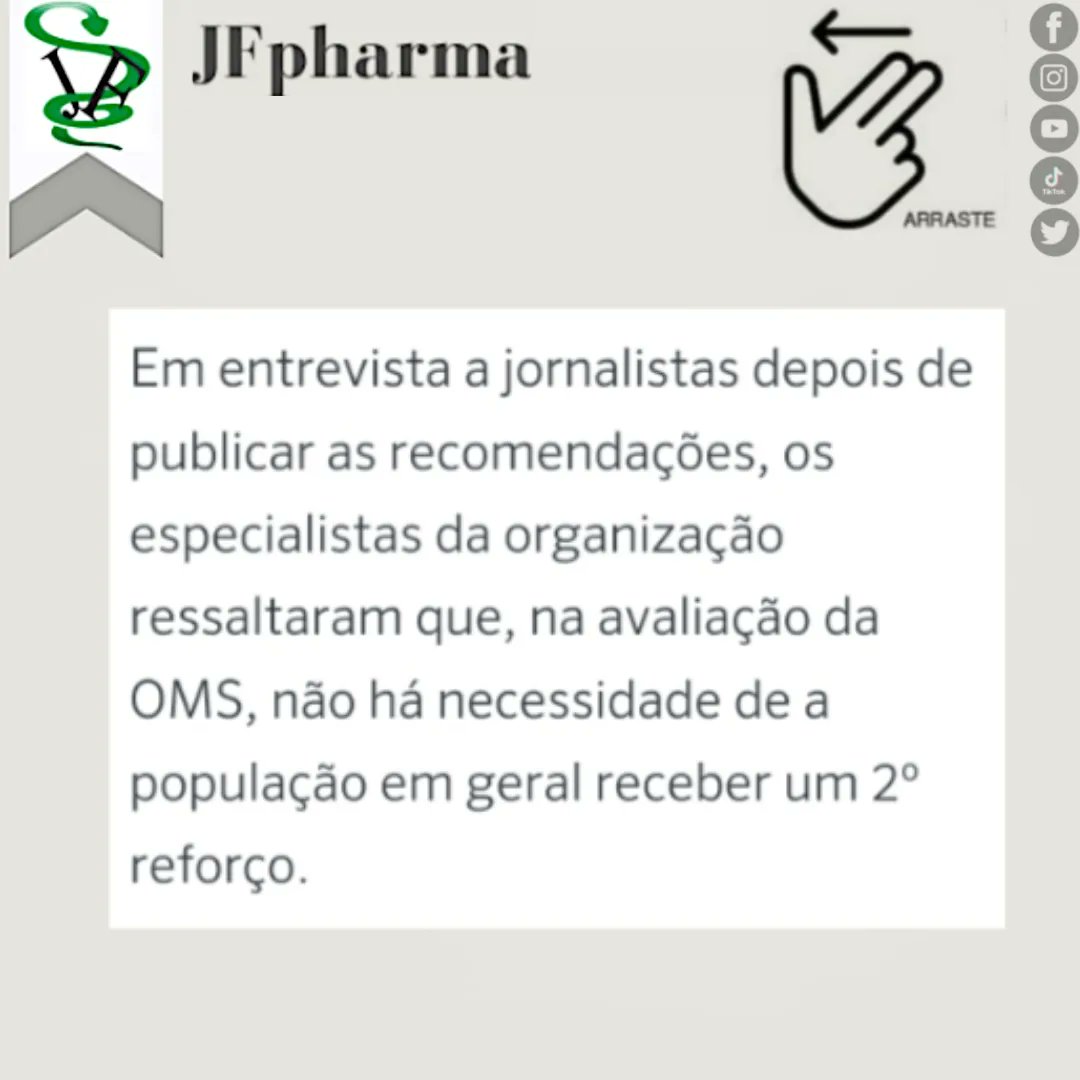 JFpharma
ARRASTE
TikTok
Em entrevista a jornalistas depois de
publicar as recomendações, os
especialistas da organização
ressaltaram que, na avaliação da
OMS, não há necessidade de a
população em geral receber um 2º
reforço.